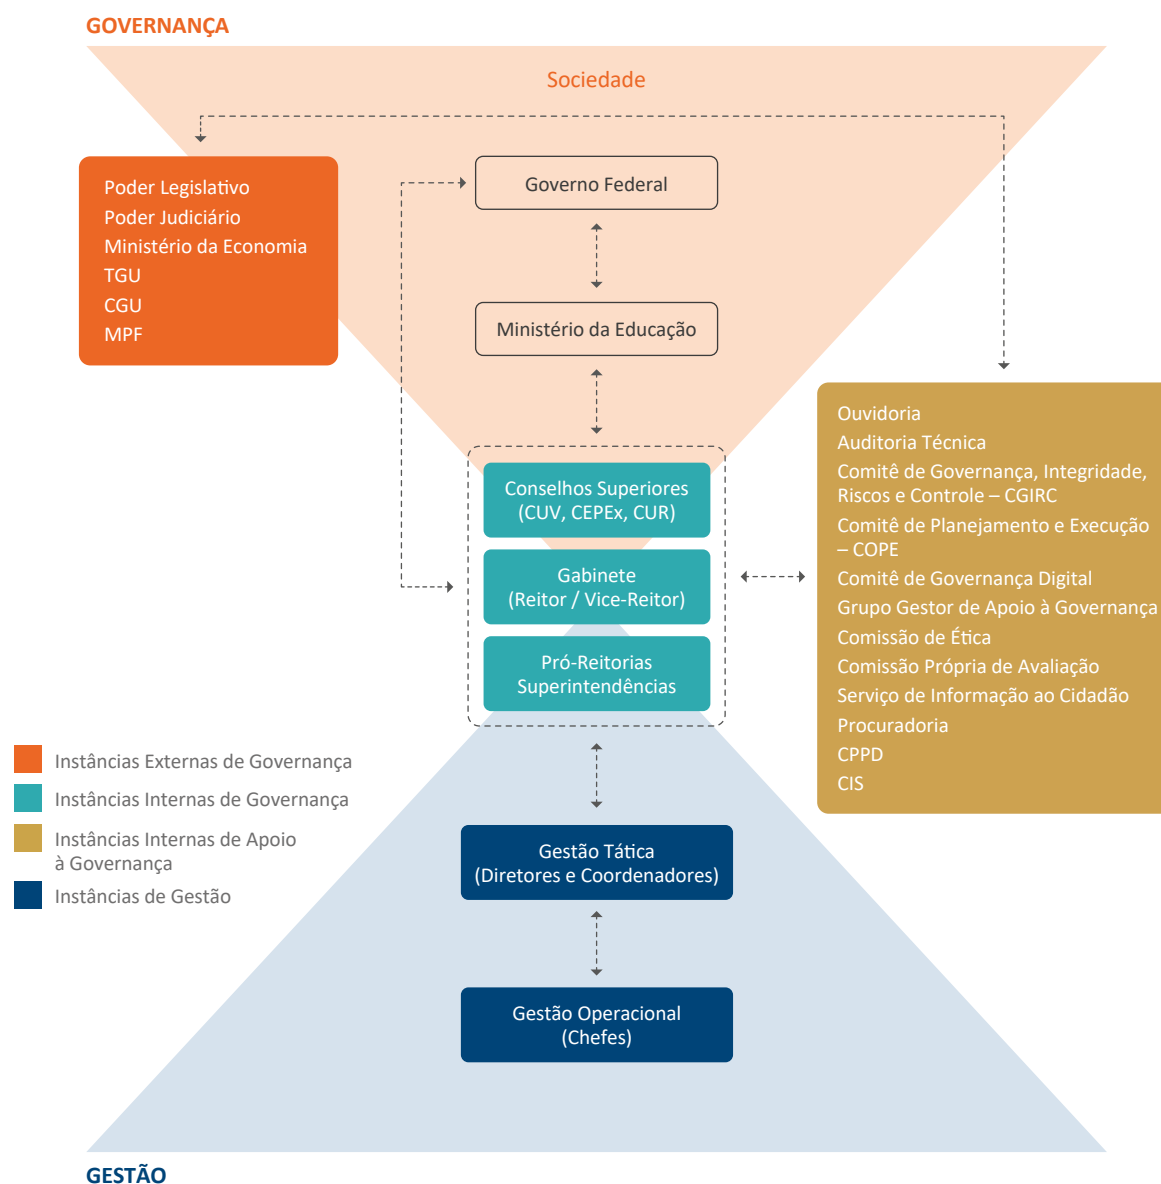 GOVERNANÇA
Sociedade
Poder Legislativo
Poder Judiciário
Ministério da Economia
TGU
CGU
MPF
Governo Federal
Ministério da Educação
Conselhos Superiores
(CUV, CEPEx, CUR)
Gabinete
(Reitor / Vice-Reitor)
Pró-Reitorias
Superintendências
Ouvidoria
Auditoria Técnica
Comitê de Governança, Integridade,
Riscos e Controle – CGIRC
Comitê de Planejamento e Execução
– COPE
Comitê de Governança Digital
Grupo Gestor de Apoio à Governança
Comissão de Ética
Comissão Própria de Avaliação
Serviço de Informação ao Cidadão
Procuradoria
CPPD
CIS
Instâncias Externas de Governança
Instâncias Internas de Governança
Instâncias Internas de Apoio
à Governança
Instâncias de Gestão
Gestão Tática
(Diretores e Coordenadores)
Gestão Operacional
(Chefes)
GESTÃO